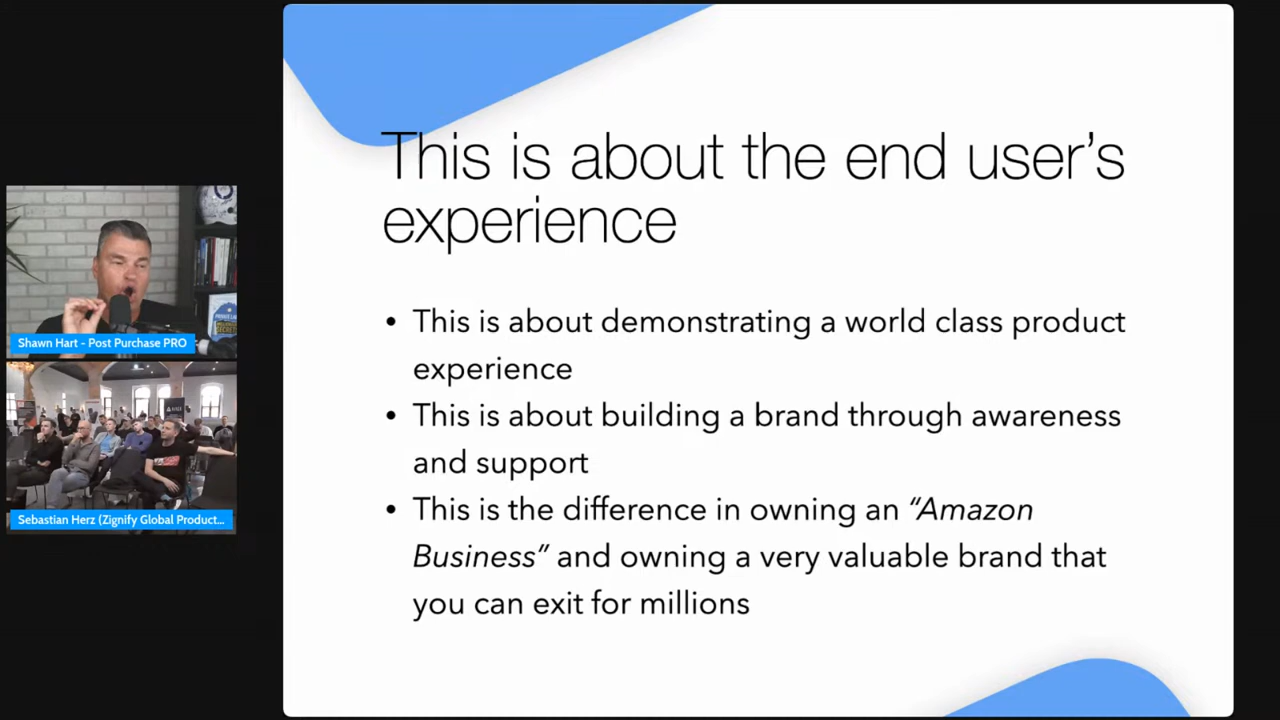 This is about the end user’s
experience
• This is about demonstrating a world class product
experience
• This is about building a brand through awareness
and support
• This is the difference in owning an “Amazon
Business” and owning a very valuable brand that
you can exit for millions
Shawn Hart - Post Purchase PRO
Sebastian Herz (Zignify Global Product...